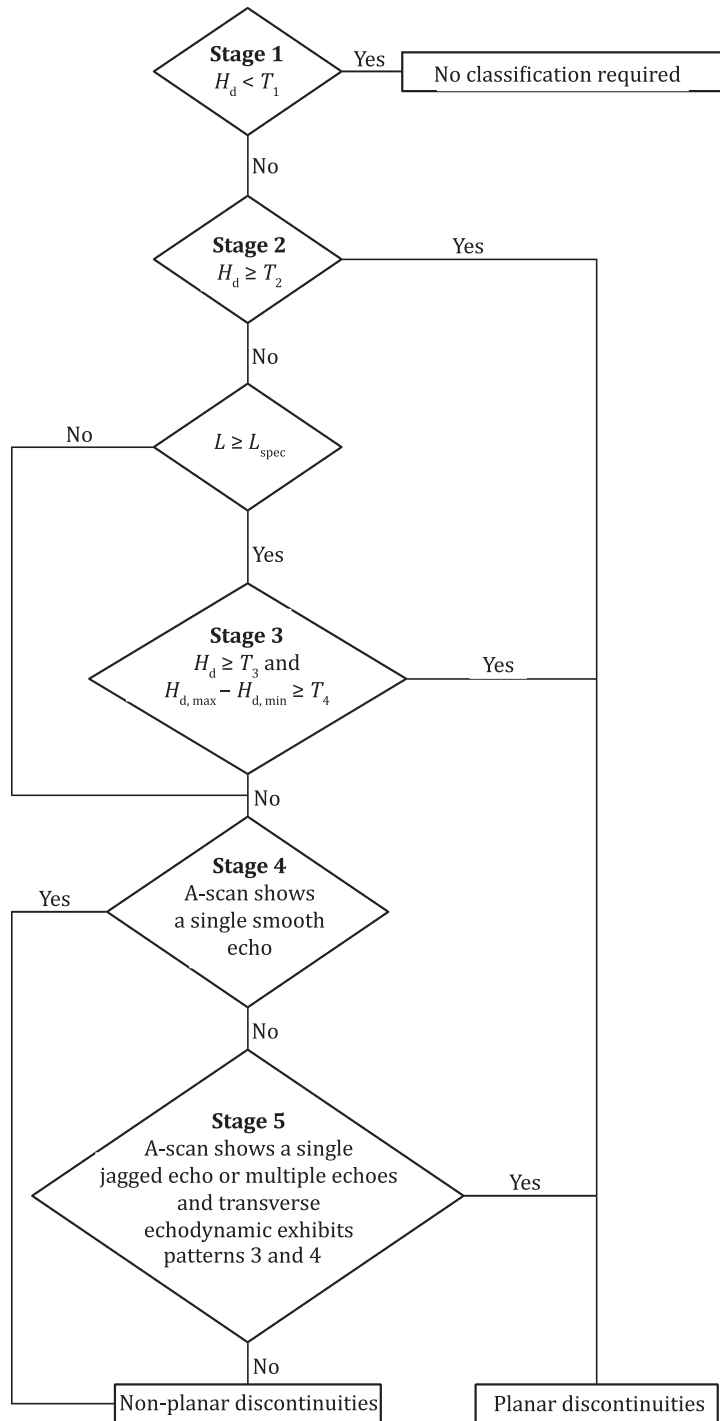 Stage 1
H_d < T_1
Yes
No classification required
No
Stage 2
H_d ≥ T_2
Yes
No
No
L ≥ L_spec
Yes
Stage 3
H_d ≥ T_3 and
H_d, max – H_d, min ≥ T_4
Yes
No
Stage 4
A-scan shows
a single smooth
echo
Yes
No
Stage 5
A-scan shows a single
jagged echo or multiple echoes
and transverse
echodynamic exhibits
patterns 3 and 4
Yes
No
Non-planar discontinuities
Planar discontinuities